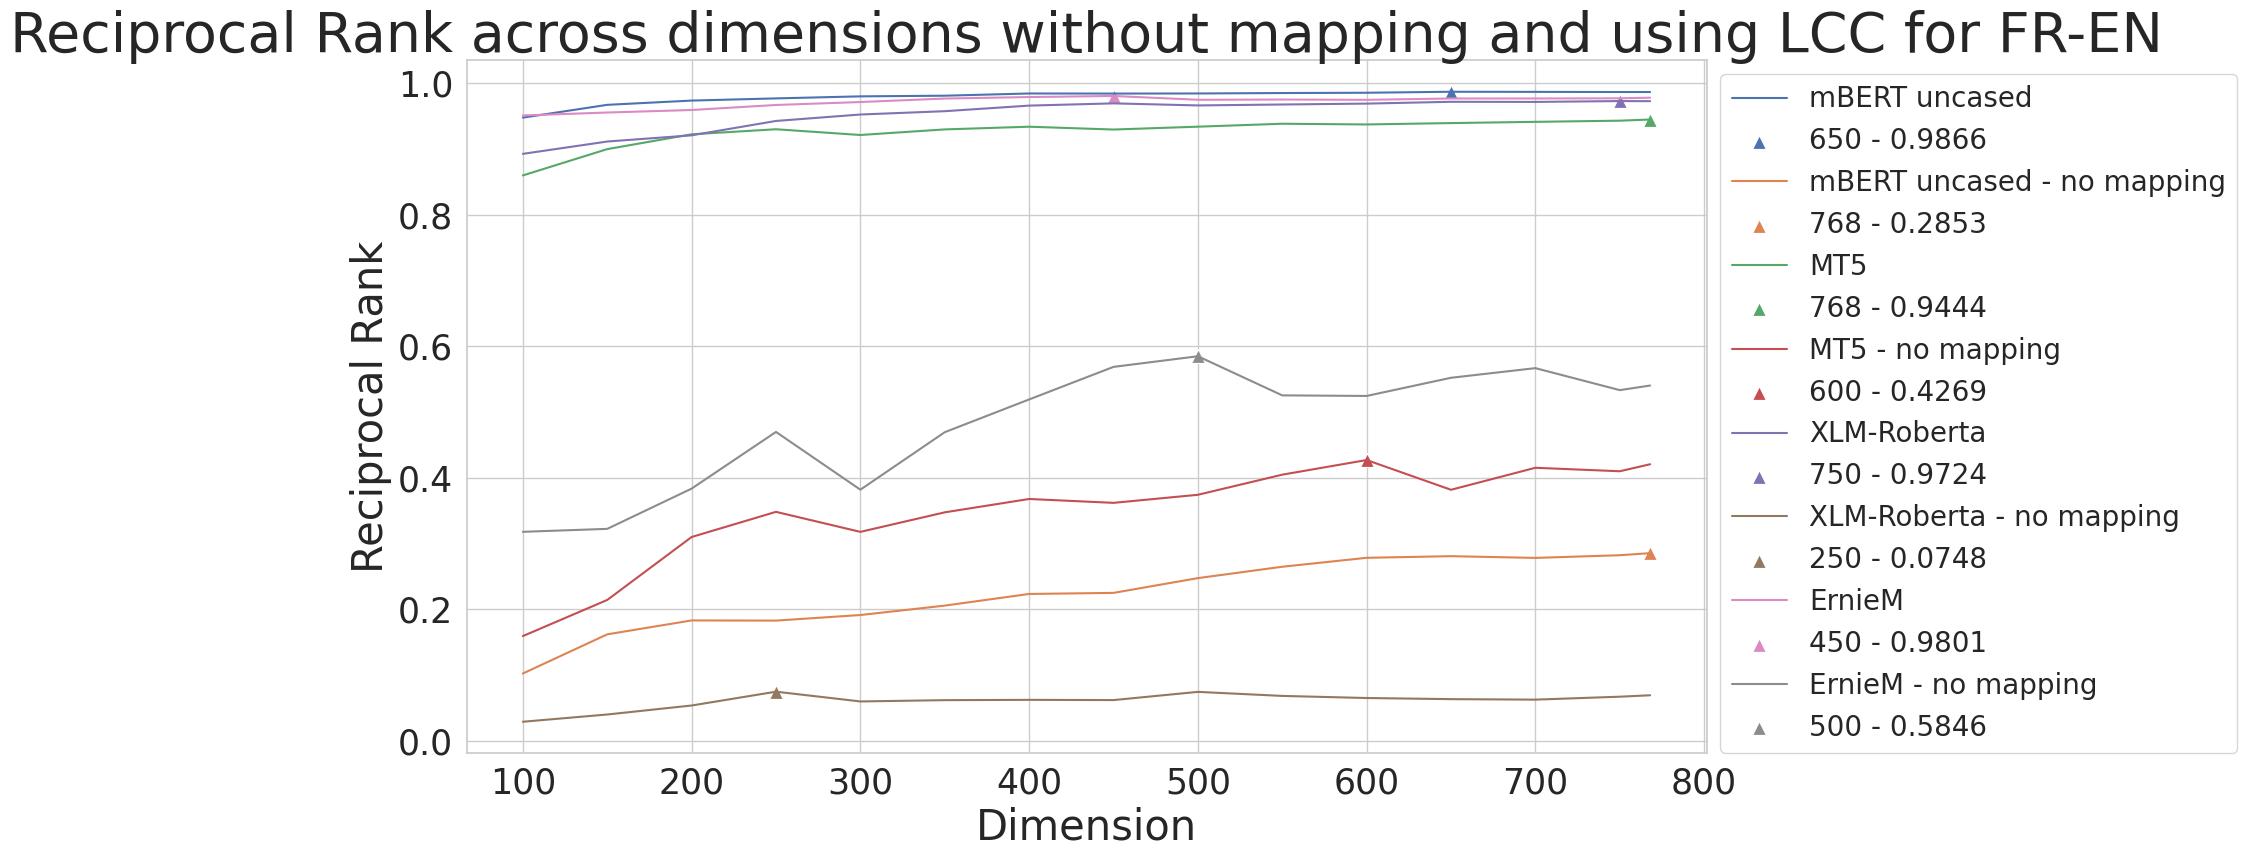 Reciprocal Rank across dimensions without mapping and using LCC for FR-EN
1.0
0.8
0.6
0.4
0.2
0.0
Reciprocal Rank
100 200 300 400 500 600 700 800
Dimension
mBERT uncased
650 - 0.9866
mBERT uncased - no mapping
768 - 0.2853
MT5
768 - 0.9444
MT5 - no mapping
600 - 0.4269
XLM-Roberta
750 - 0.9724
XLM-Roberta - no mapping
250 - 0.0748
ErnieM
450 - 0.9801
ErnieM - no mapping
500 - 0.5846